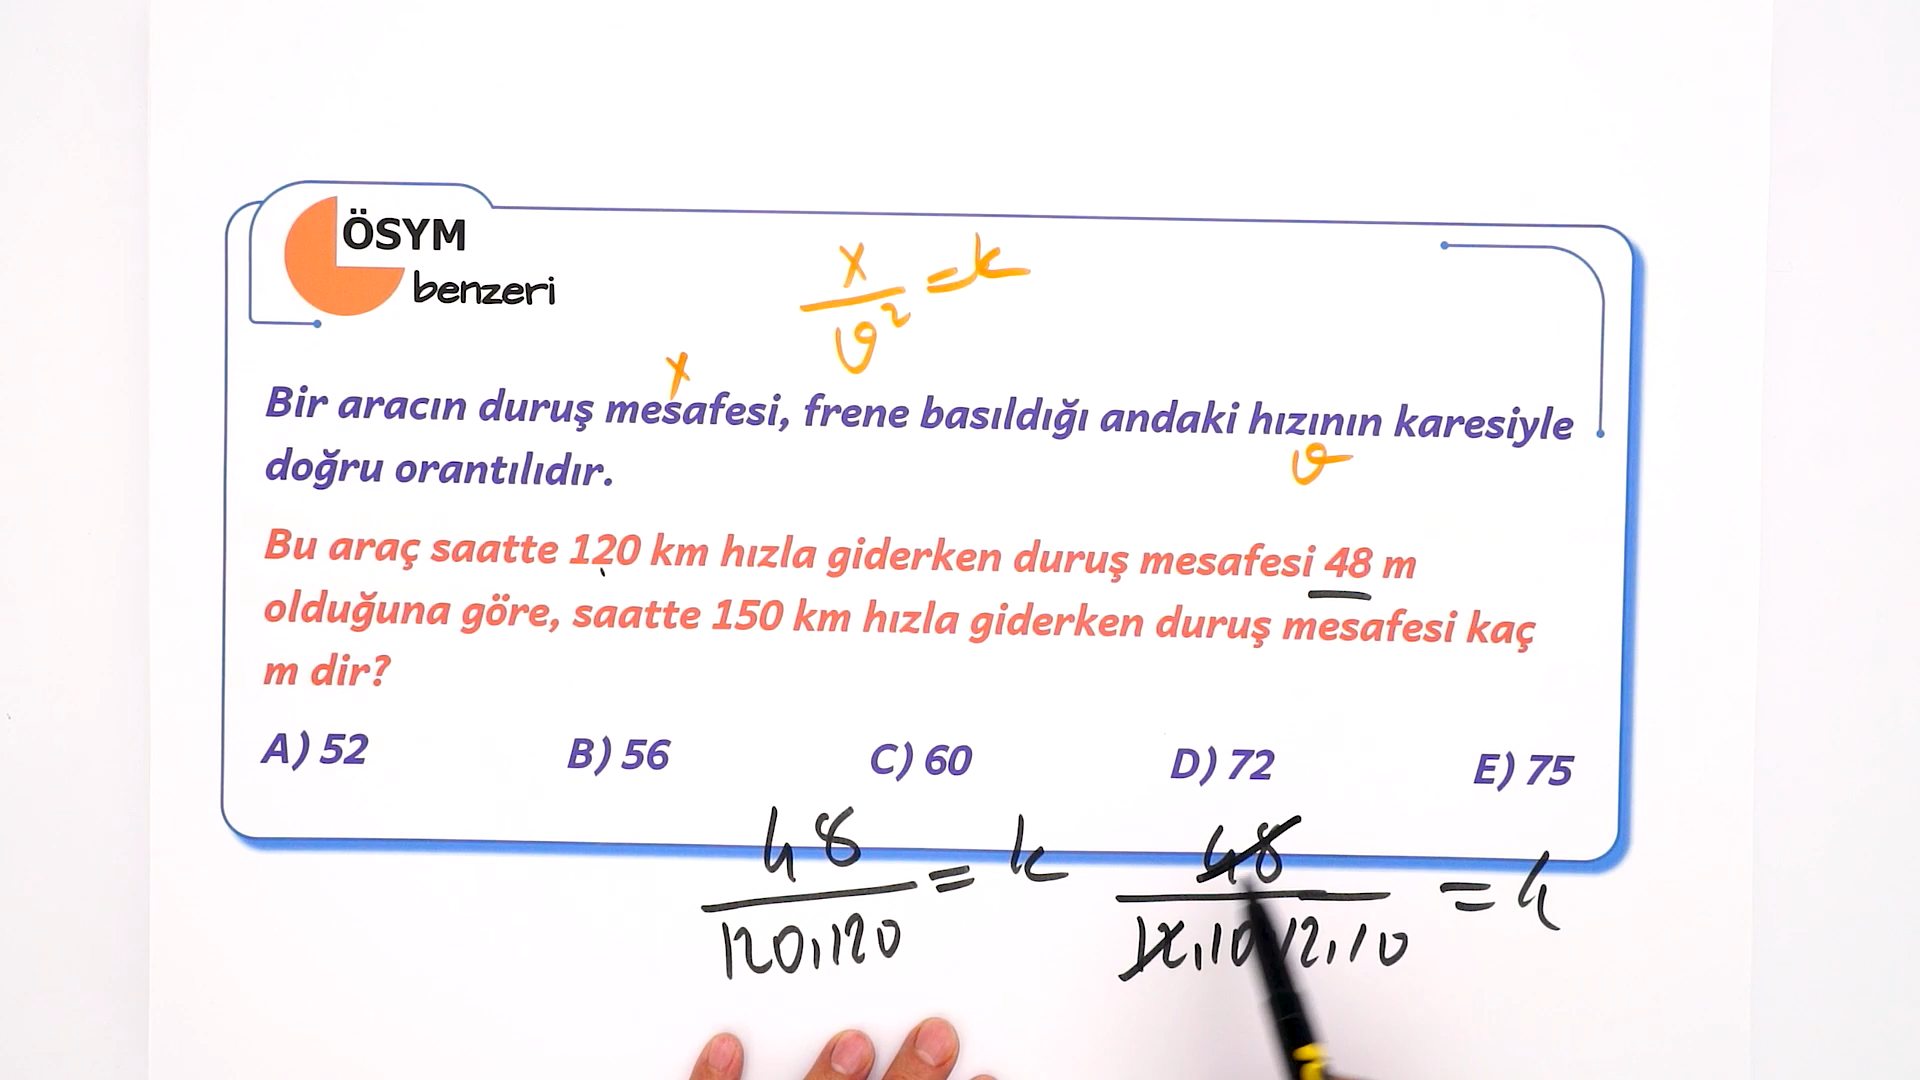 ÖSYM
benzeri
x/v² = k
x
Bir aracın duruş mesafesi, frene basıldığı andaki hızının karesiyle
v
doğru orantılıdır.
Bu araç saatte 120 km hızla giderken duruş mesafesi 48 m
olduğuna göre, saatte 150 km hızla giderken duruş mesafesi kaç
m dir?
A) 52 B) 56 C) 60 D) 72 E) 75
48/120.120 = k
48/12.10.12.10 = k